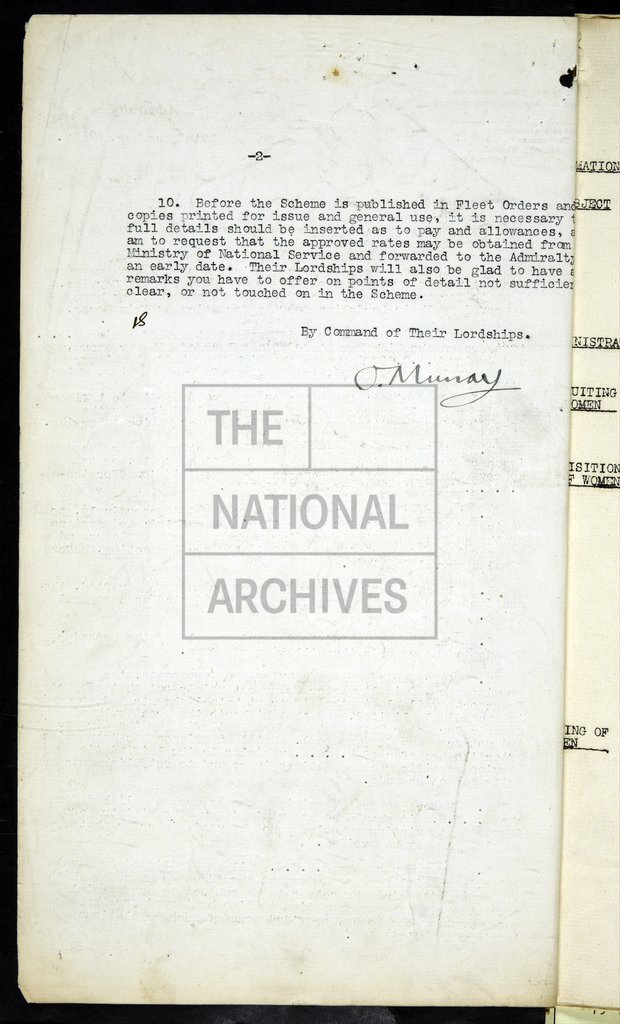 -2-
10. Before the Scheme is published in Fleet Orders and
copies printed for issue and general use, it is necessary t
full details should be inserted as to pay and allowances, a
am to request that the approved rates may be obtained from
Ministry of National Service and forwarded to the Admiralty
an early date. Their Lordships will also be glad to have a
remarks you have to offer on points of detail not sufficien
clear, or not touched on in the Scheme.
By Command of Their Lordships.
O. Murray
THE
NATIONAL
ARCHIVES
MATION
BJECT
NISTRA
UITING
OMEN
ISITION
F WOMEN
ING OF
EN